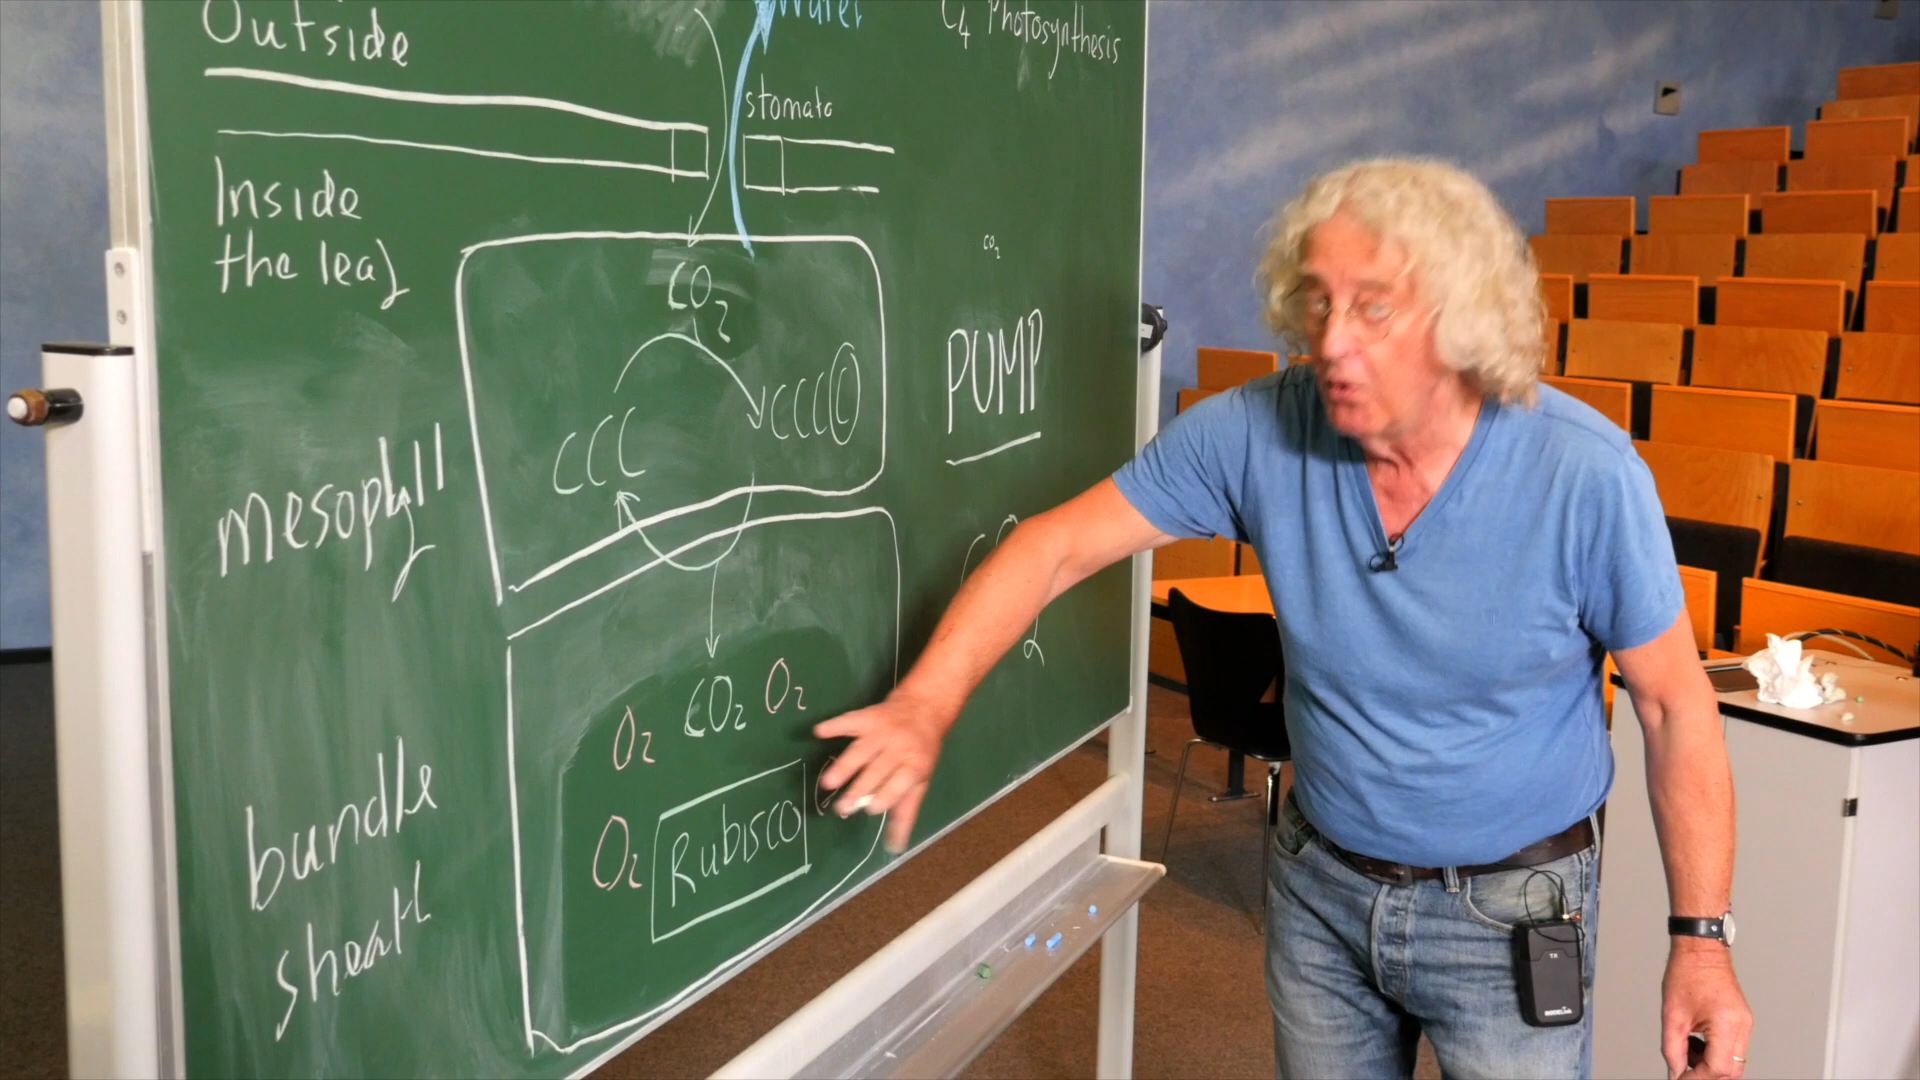 Outside
Water
C4 Photosynthesis
stomata
Inside
the leaf
CO2
CO2
PUMP
CCC
CCCC
mesophyll
CO2
O2
O2
O2
Rubisco
bundle
sheath
TX